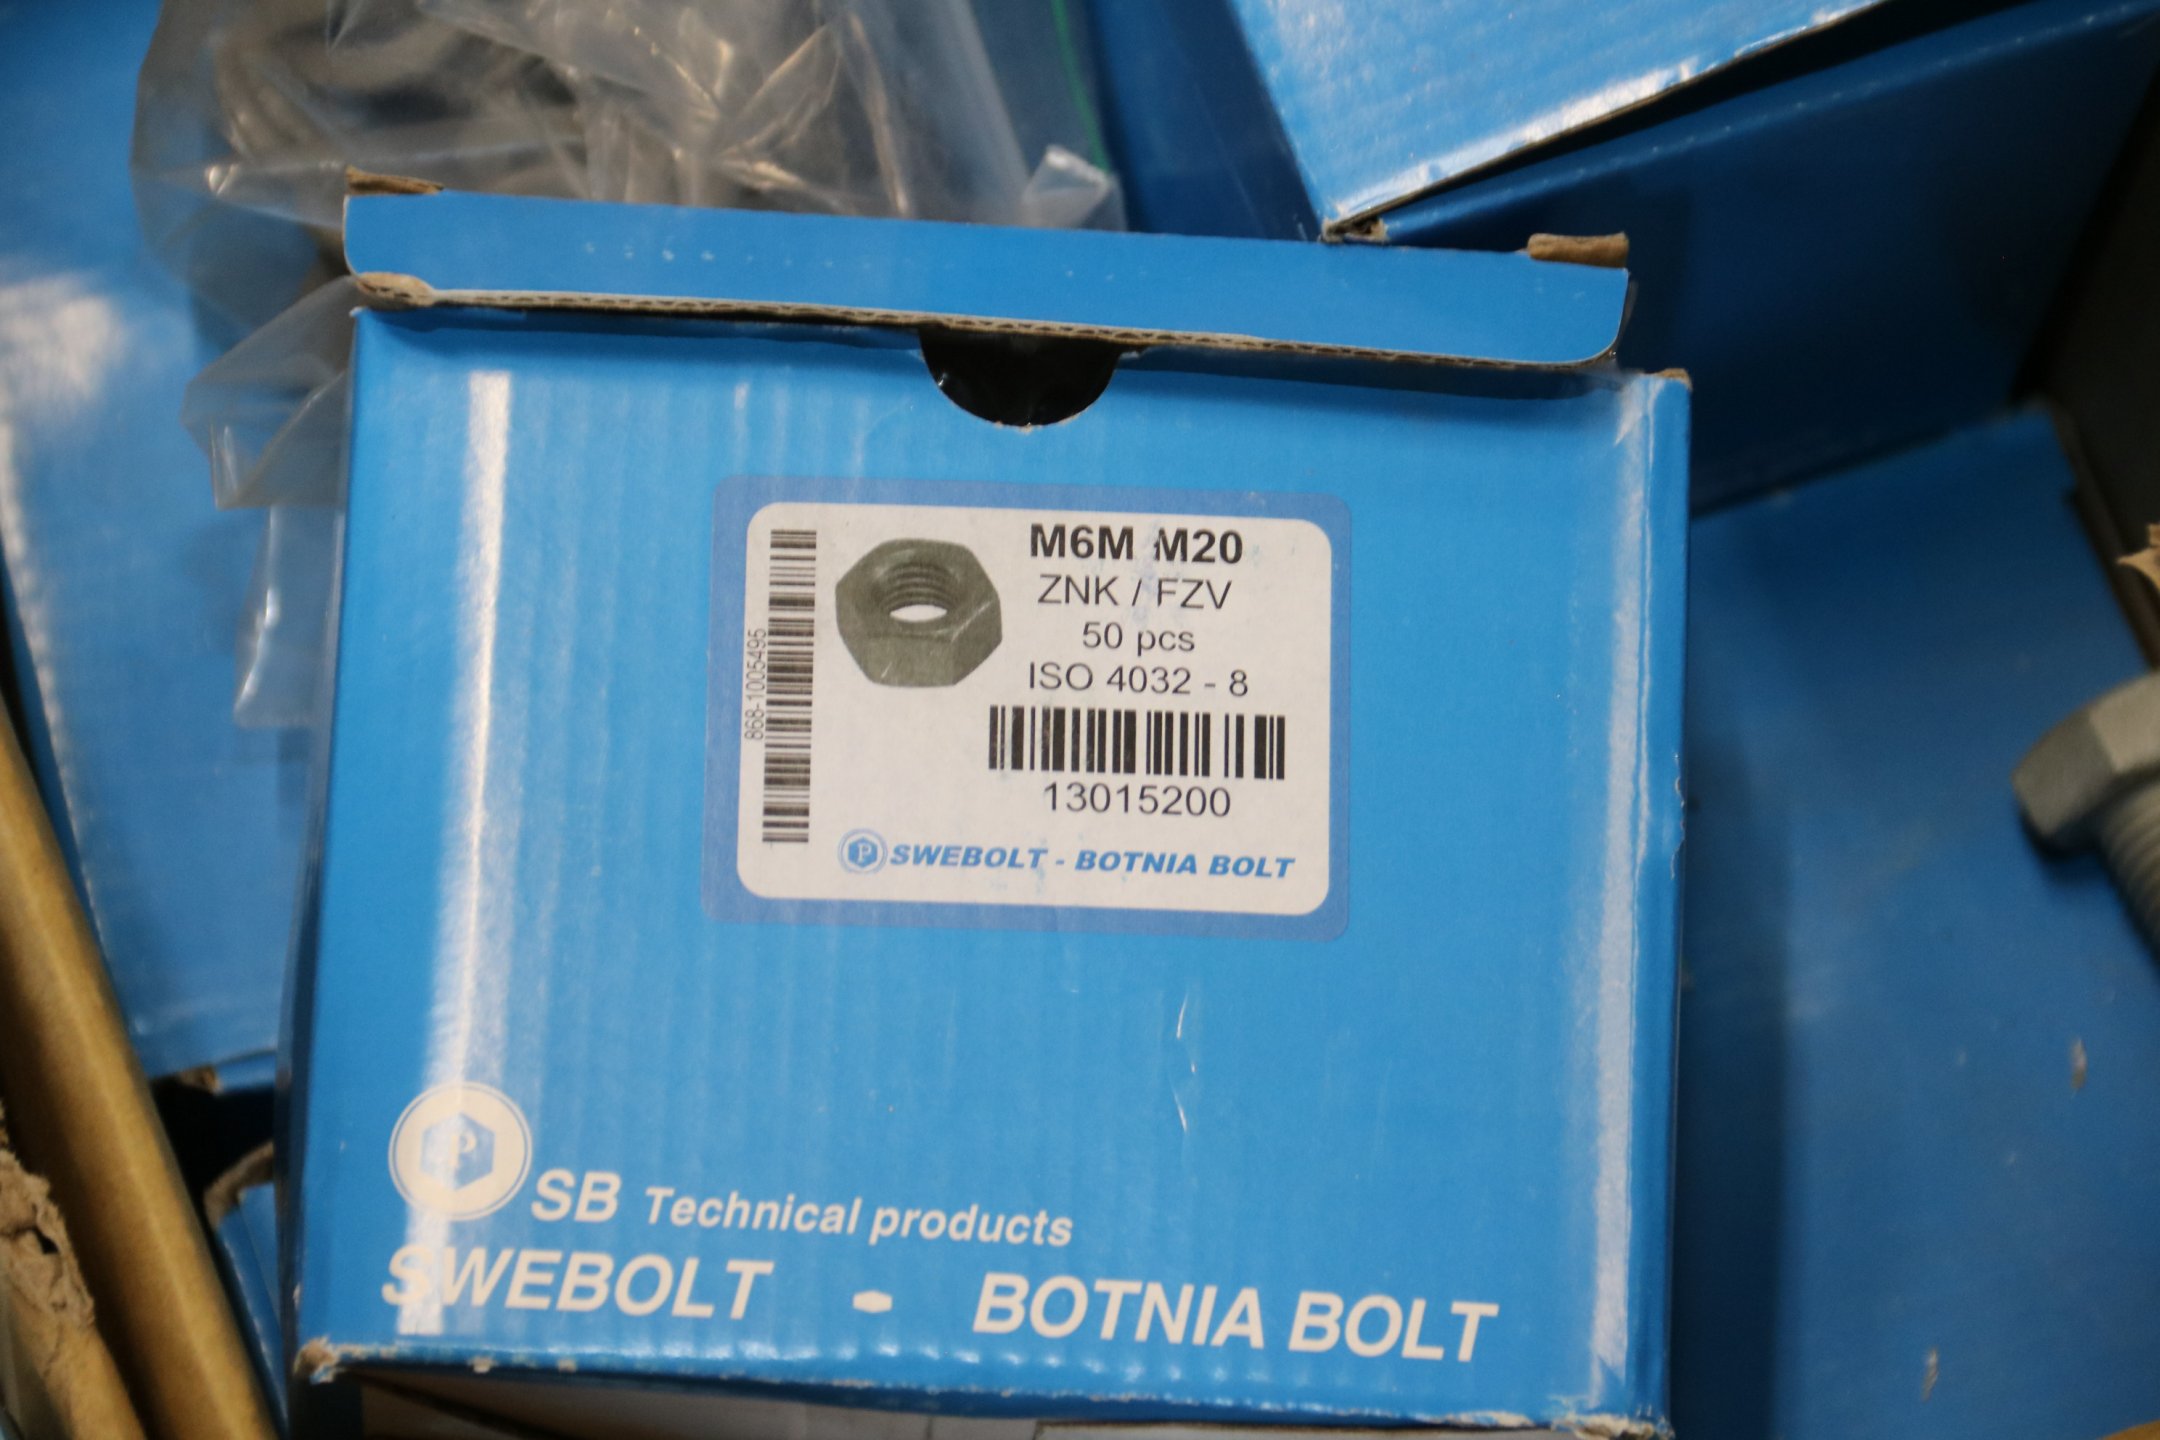 M6M M20
ZNK / FZV
50 pcs
ISO 4032 - 8
868-1005495
13015200
P SWEBOLT - BOTNIA BOLT
P
SB Technical products
SWEBOLT - BOTNIA BOLT